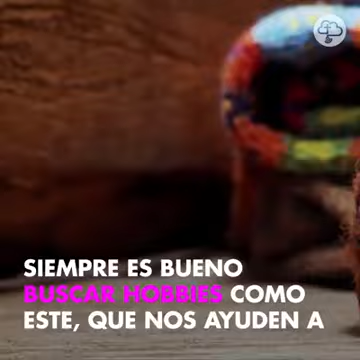 SIEMPRE ES BUENO
BUSCAR HOBBIES COMO
ESTE, QUE NOS AYUDEN A